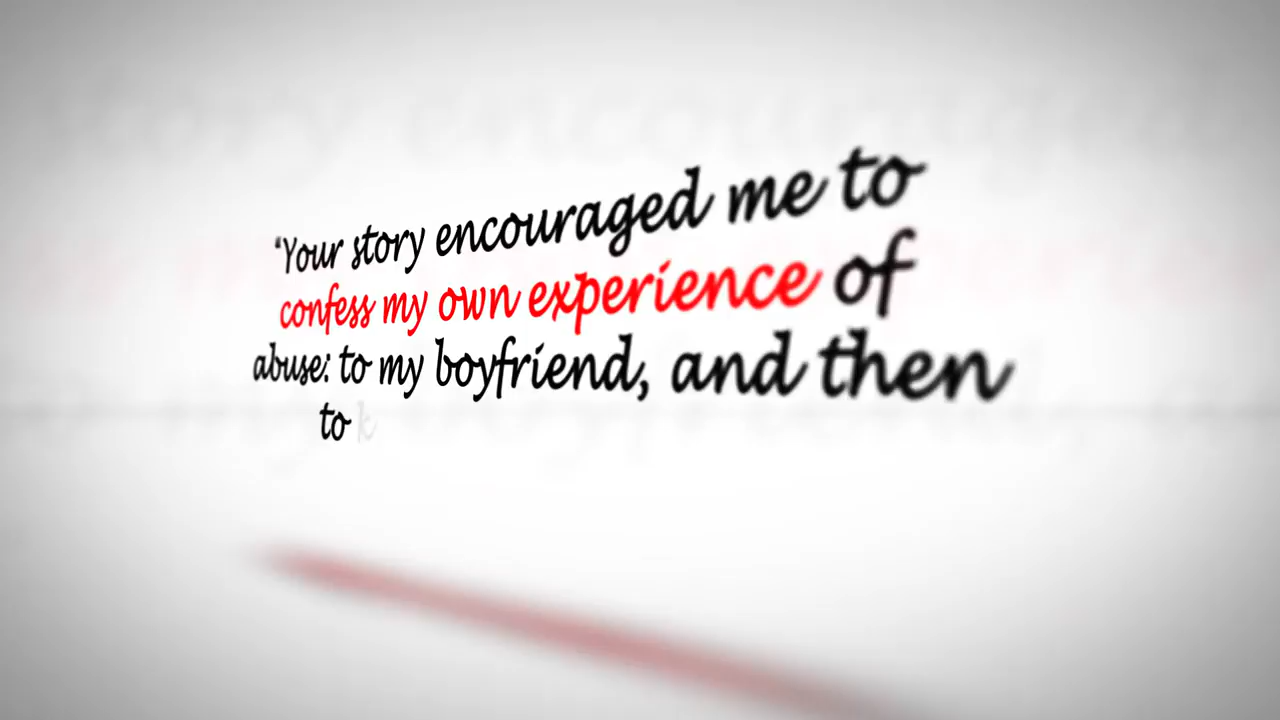 ‘Your story encouraged me to
confess my own experience of
abuse: to my boyfriend, and then
to